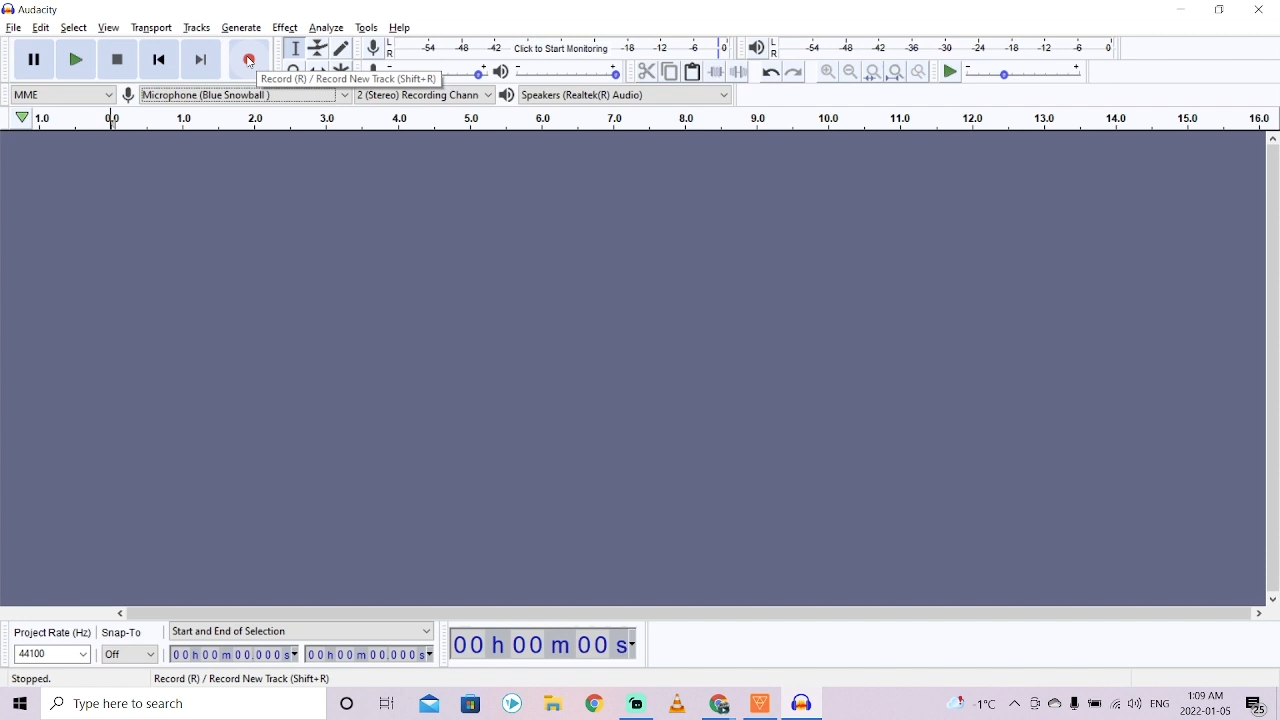 Audacity
File Edit Select View Transport Tracks Generate Effect Analyze Tools Help
L R -54 -48 -42 Click to Start Monitoring -18 -12 -6 0 L R -54 -48 -42 -36 -30 -24 -18 -12 -6 0
Record (R) / Record New Track (Shift+R)
MME Microphone (Blue Snowball ) 2 (Stereo) Recording Chann Speakers (Realtek(R) Audio)
1.0 0.0 1.0 2.0 3.0 4.0 5.0 6.0 7.0 8.0 9.0 10.0 11.0 12.0 13.0 14.0 15.0 16.0
Project Rate (Hz) Snap-To Start and End of Selection
44100 Off 00 h 00 m 00.000 s 00 h 00 m 00.000 s
00 h 00 m 00 s
Stopped. Record (R) / Record New Track (Shift+R)
Type here to search
-1°C ENG 1:09 AM
2022-01-05 25